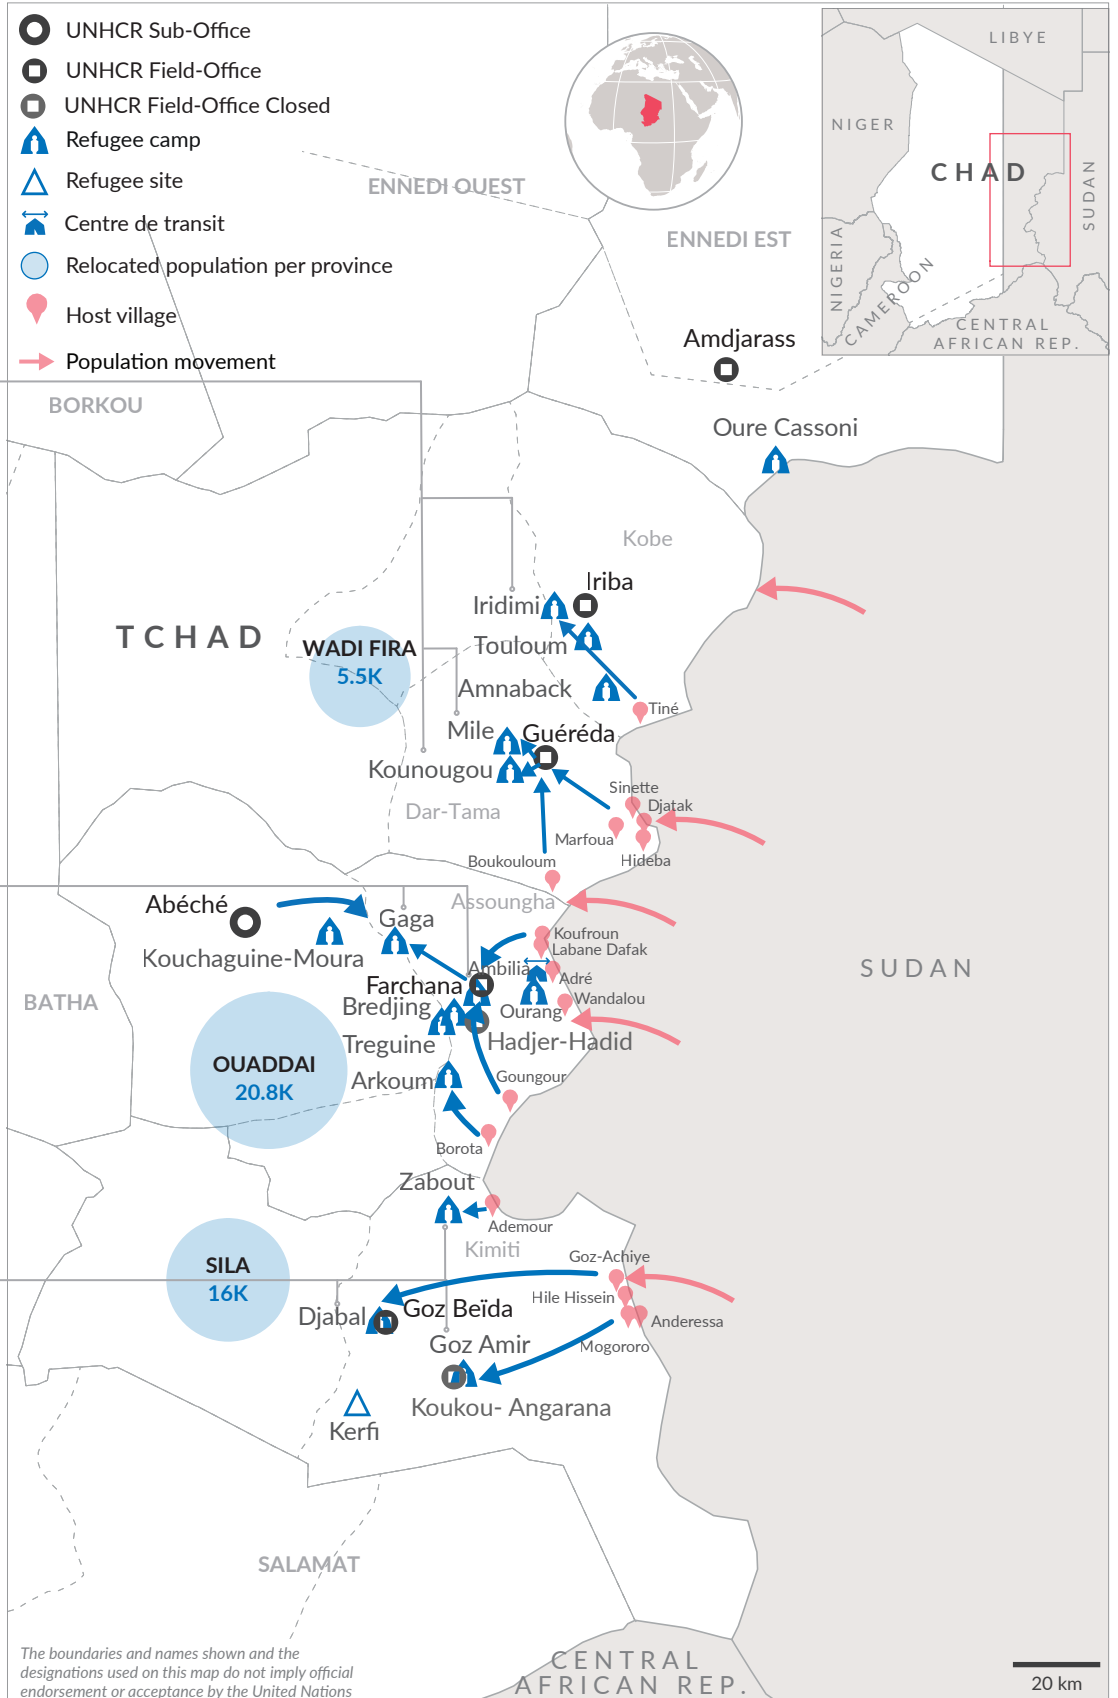 UNHCR Sub-Office
UNHCR Field-Office
UNHCR Field-Office Closed
Refugee camp
Refugee site
Centre de transit
Relocated population per province
Host village
Population movement
LIBYE
NIGER
CHAD
SUDAN
NIGERIA
CAMEROON
CENTRAL
AFRICAN REP.
ENNEDI OUEST
ENNEDI EST
Amdjarass
BORKOU
Oure Cassoni
Kobe
Iriba
Iridimi
TCHAD
WADI FIRA
5.5K
Touloum
Amnaback
Tiné
Mile
Guéréda
Kounougou
Sinette
Djatak
Dar-Tama
Marfoua
Hideba
Boukouloum
Abéché
Assoungha
Gaga
Koufroun
Labane Dafak
Kouchaguine-Moura
Ambilia
Adré
SUDAN
Farchana
Wandalou
BATHA
Bredjing
Ourang
Treguine
Hadjer-Hadid
OUADDAI
20.8K
Arkoum
Goungour
Borota
Zabout
Ademour
Kimiti
SILA
16K
Goz-Achiye
Hile Hissein
Djabal
Goz Beïda
Anderessa
Goz Amir
Mogororo
Koukou- Angarana
Kerfi
SALAMAT
The boundaries and names shown and the
designations used on this map do not imply official
endorsement or acceptance by the United Nations
CENTRAL
AFRICAN REP.
20 km